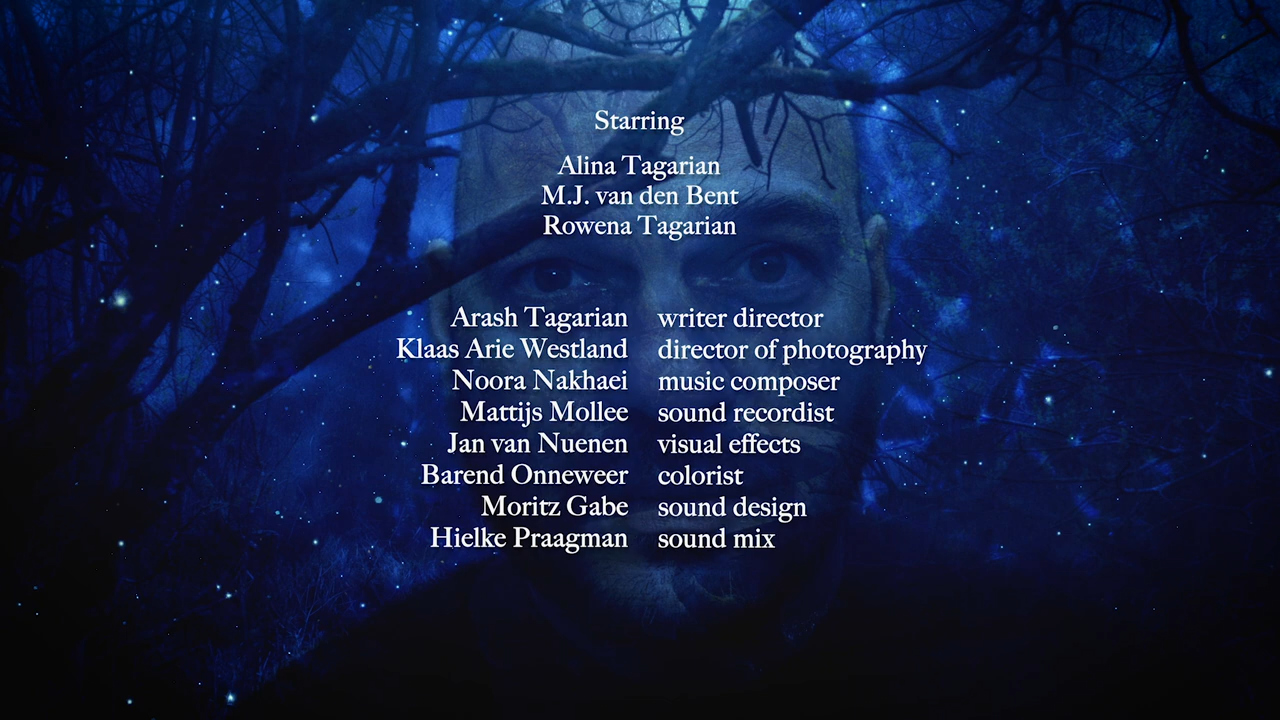 Starring
Alina Tagarian
M.J. van den Bent
Rowena Tagarian
Arash Tagarian writer director
Klaas Arie Westland director of photography
Noora Nakhaei music composer
Mattijs Mollee sound recordist
Jan van Nuenen visual effects
Barend Onneweer colorist
Moritz Gabe sound design
Hielke Praagman sound mix